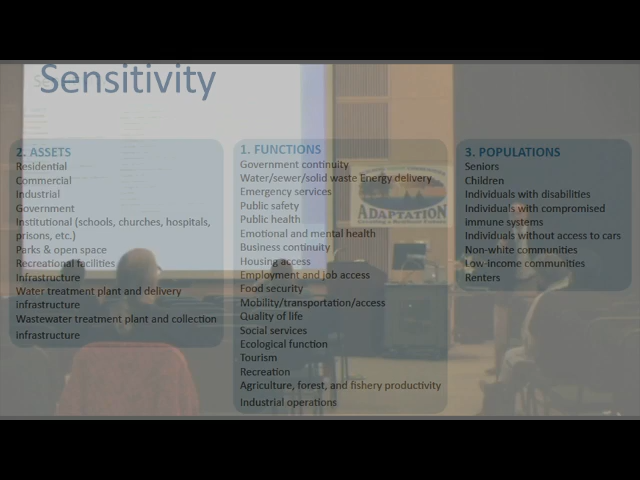 Sensitivity
2. ASSETS
Residential
Commercial
Industrial
Government
Institutional (schools, churches, hospitals,
prisons, etc.)
Parks & open space
Recreational facilities
Infrastructure
Water treatment plant and delivery
infrastructure
Wastewater treatment plant and collection
infrastructure
1. FUNCTIONS
Government continuity
Water/sewer/solid waste Energy delivery
Emergency services
Public safety
Public health
Emotional and mental health
Business continuity
Housing access
Employment and job access
Food security
Mobility/transportation/access
Quality of life
Social services
Ecological function
Tourism
Recreation
Agriculture, forest, and fishery productivity
Industrial operations
3. POPULATIONS
Seniors
Children
Individuals with disabilities
Individuals with compromised
immune systems
Individuals without access to cars
Non-white communities
Low-Income communities
Renters
ADAPTATION